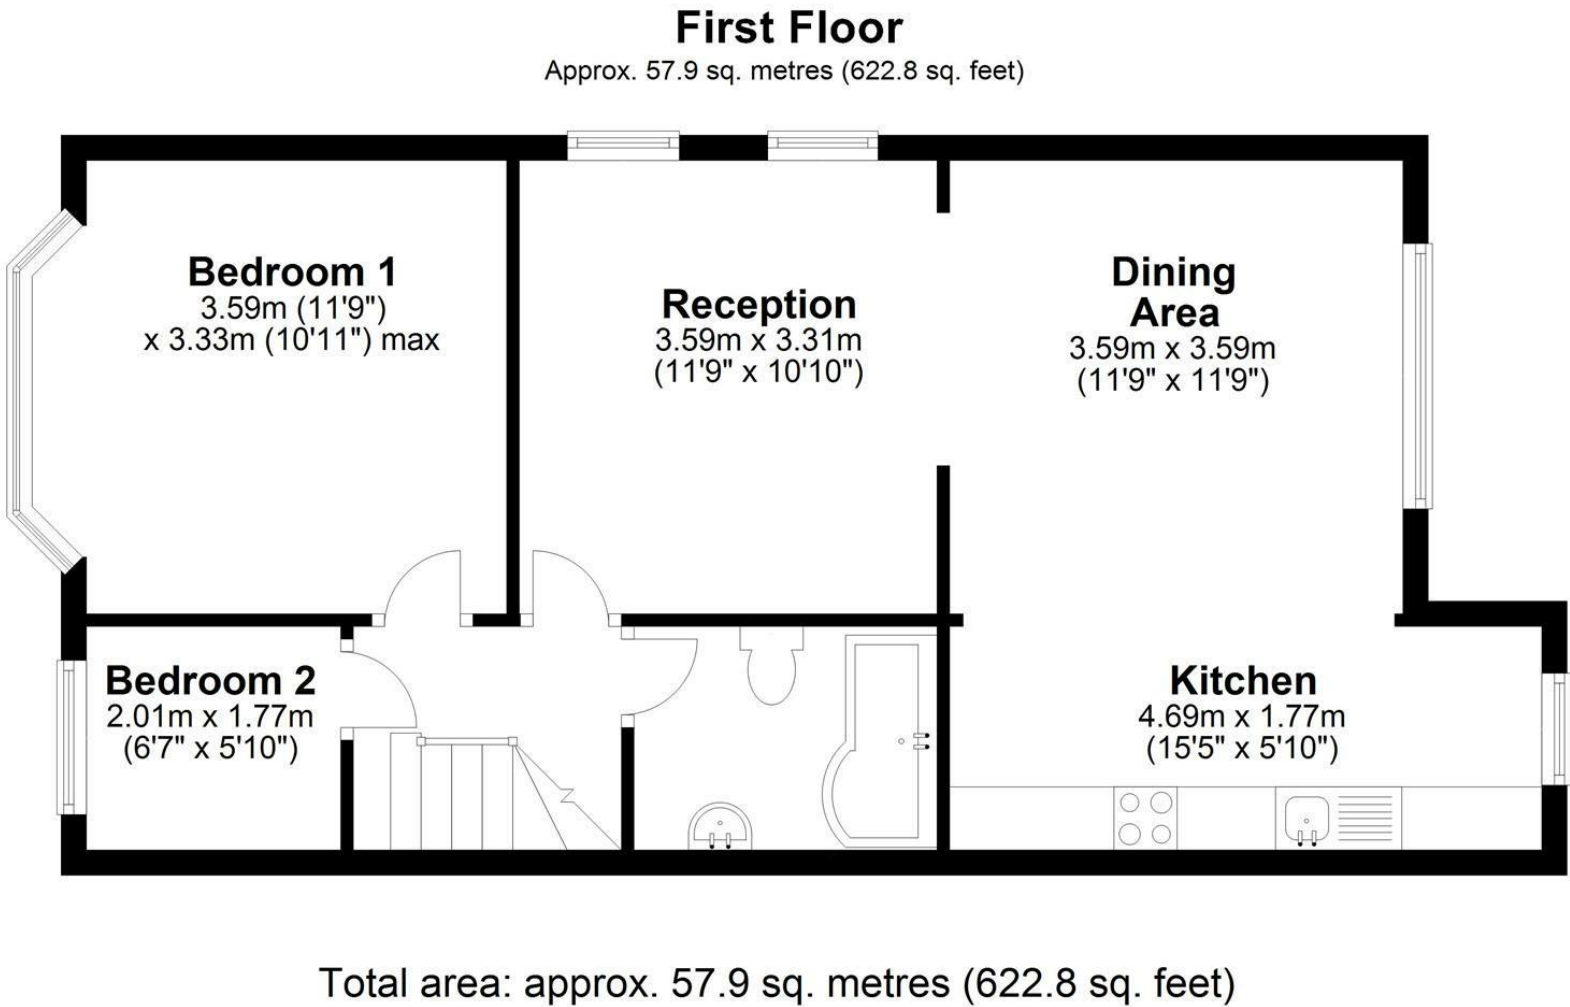 First Floor
Approx. 57.9 sq. metres (622.8 sq. feet)
Bedroom 1
3.59m (11'9")
x 3.33m (10'11") max
Reception
3.59m x 3.31m
(11'9" x 10'10")
Dining
Area
3.59m x 3.59m
(11'9" x 11'9")
Bedroom 2
2.01m x 1.77m
(6'7" x 5'10")
Kitchen
4.69m x 1.77m
(15'5" x 5'10")
Total area: approx. 57.9 sq. metres (622.8 sq. feet)